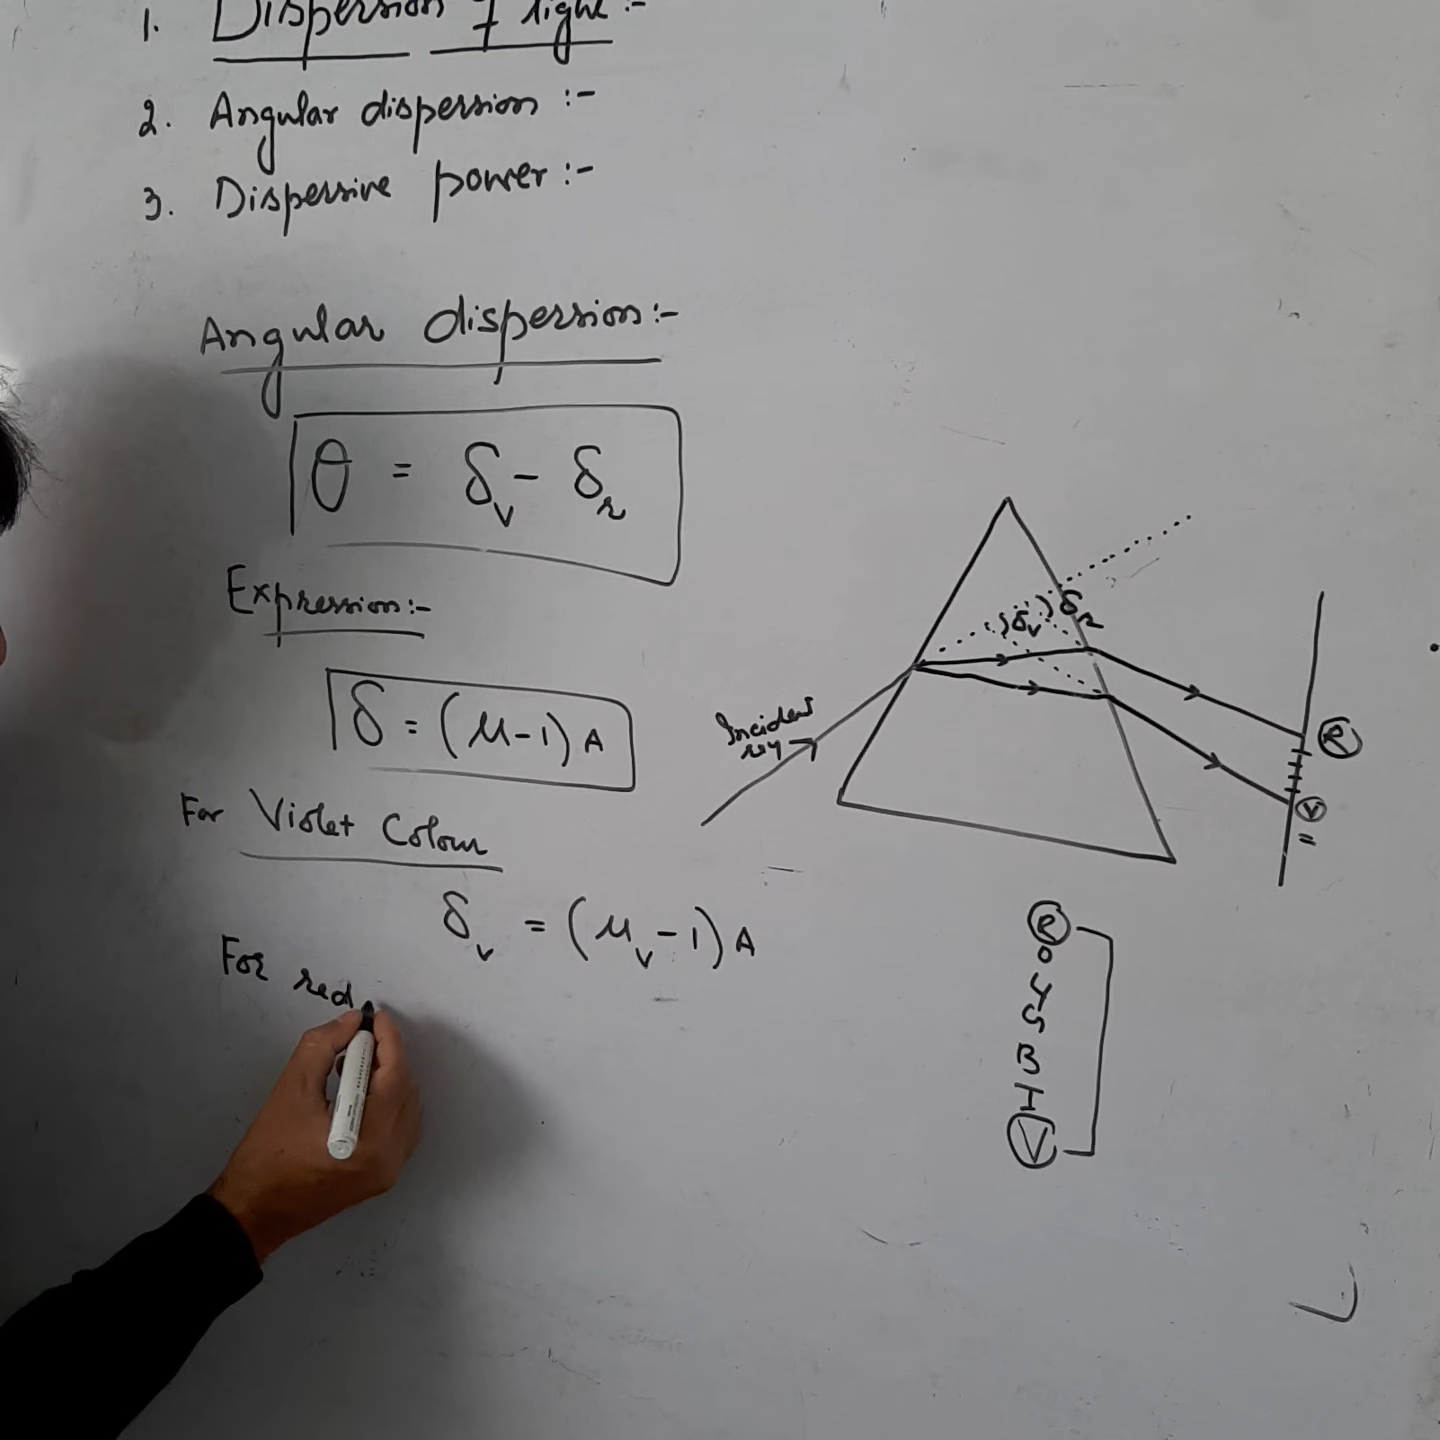 1. Dispersion of light :-
2. Angular dispersion :-
3. Dispersive power :-
Angular dispersion :-
θ = δv - δr
Expression :-
δ = (μ-1) A
For Violet Colour
δv = (μv-1) A
For red
Incident
ray
δv
δr
R
V
=
R
O
Y
G
B
I
V